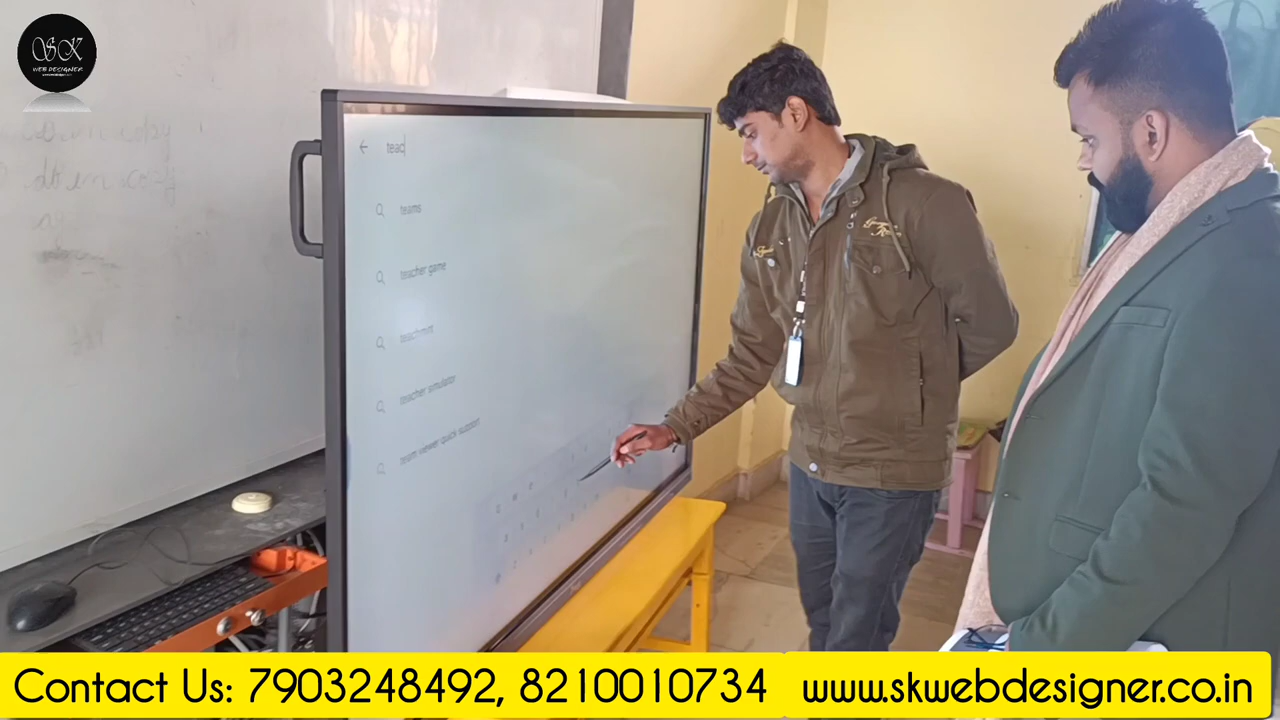 SK
WEB DESIGNER
teac
teams
teacher game
teachmint
teacher simulator
team viewer quick support
Contact Us: 7903248492, 8210010734 www.skwebdesigner.co.in